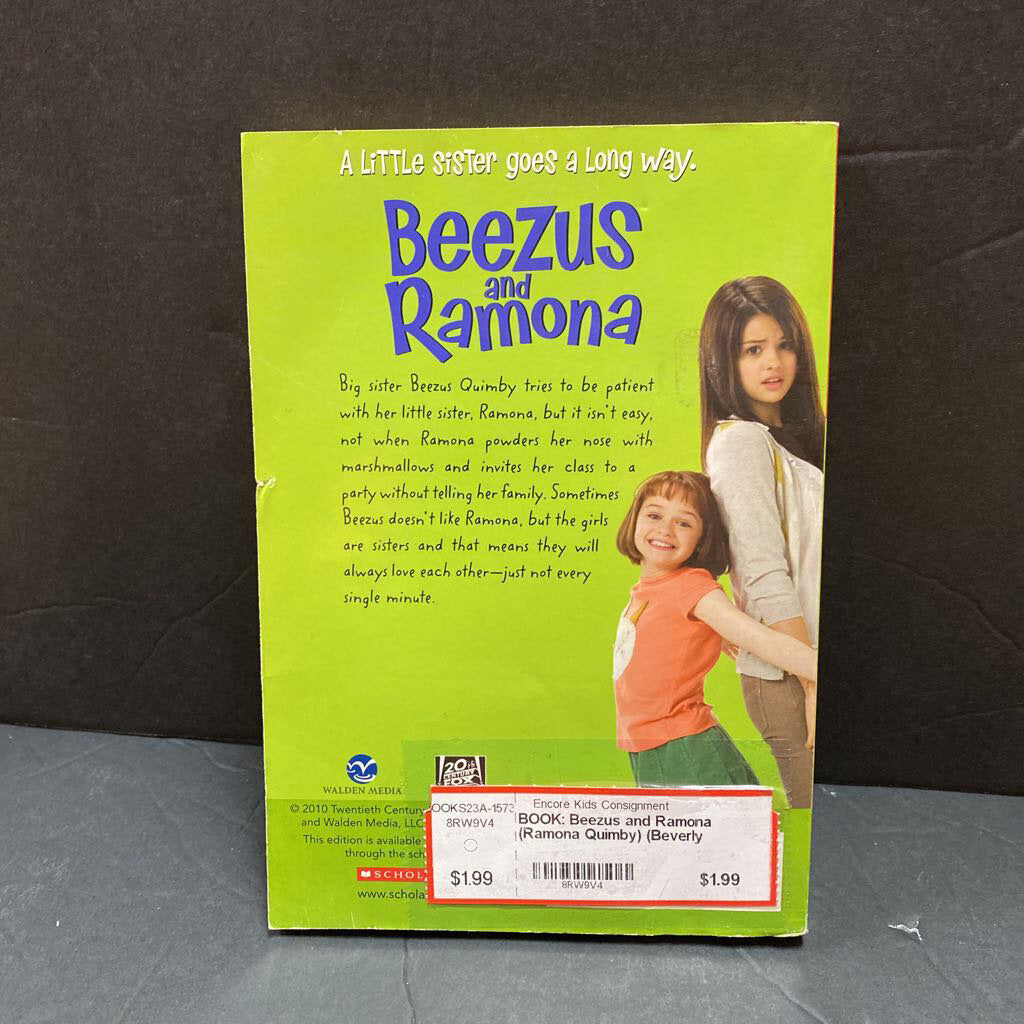 A LiTTLe SiSTer goes a Long Way.
Beezus
and
Ramona
Big sister Beezus Quimby tries to be patient
with her little sister, Ramona, but it isn't easy,
not when Ramona powders her nose with
marshmallows and invites her class to a
party without telling her family. Sometimes
Beezus doesn't like Ramona, but the girls
are sisters and that means they will
always love each other—just not every
single minute.
WALDEN MEDIA
20th
CENTURY
FOX
© 2010 Twentieth Century
and Walden Media, LLC
This edition is available
through the sch
SCHOL
www.schola
OOKS23A-1573
8RW9V4
$1.99
Encore Kids Consignment
BOOK: Beezus and Ramona
(Ramona Quimby) (Beverly
8RW9V4
$1.99